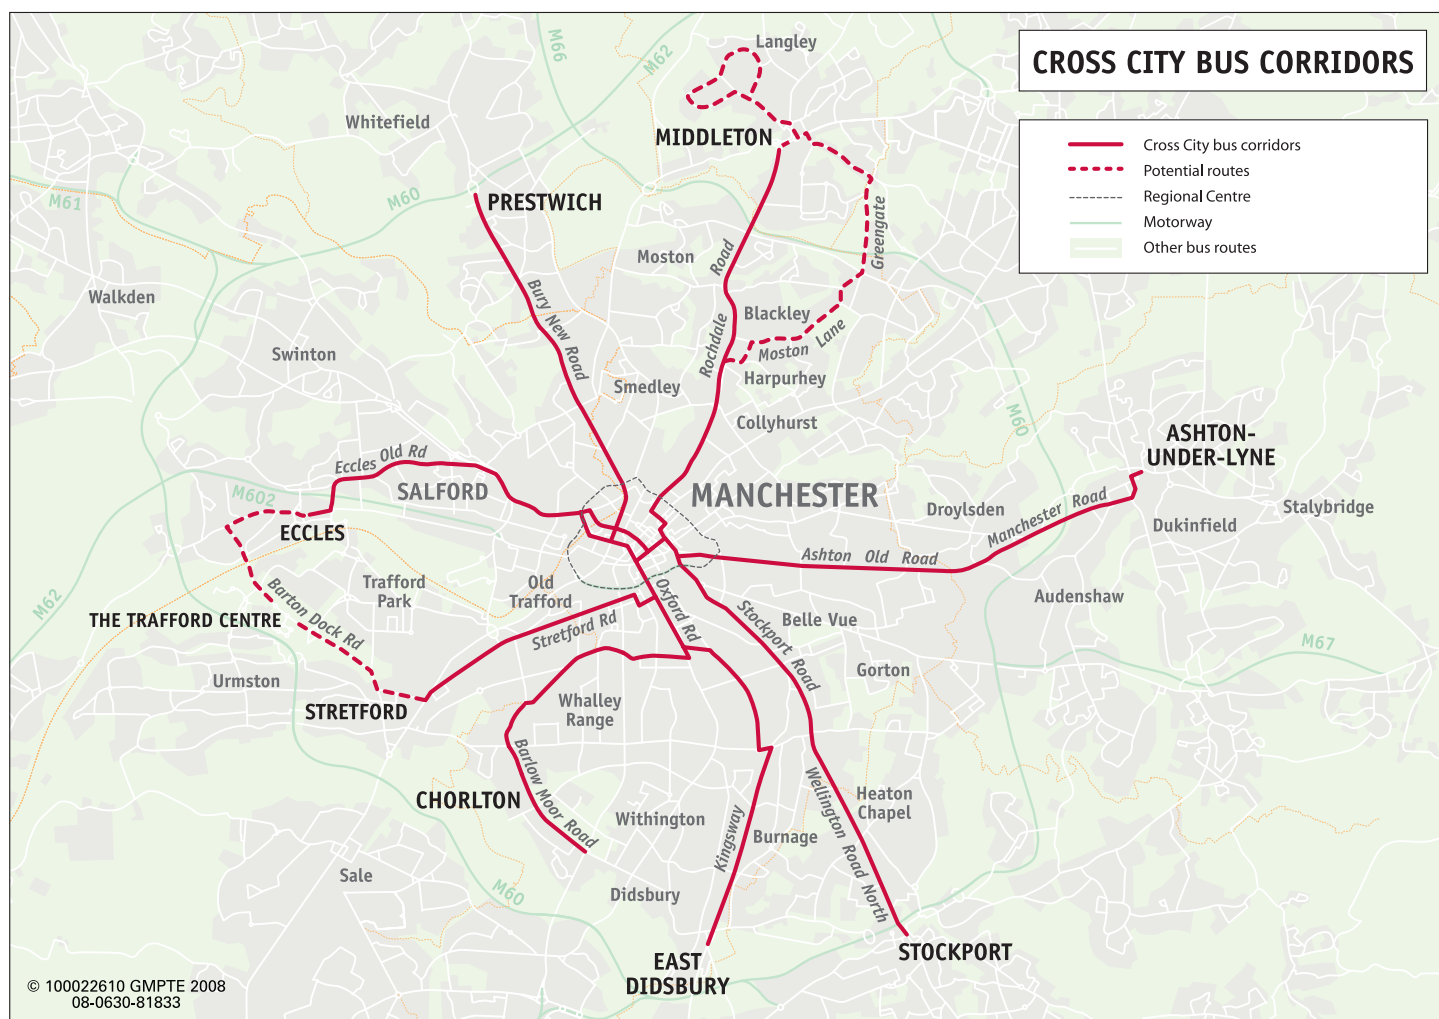 CROSS CITY BUS CORRIDORS
Cross City bus corridors
Potential routes
Regional Centre
Motorway
Other bus routes
Langley
M66
M62
Whitefield
MIDDLETON
M60
M61
PRESTWICH
Greengate
Moston
Road
Walkden
Bury New Road
Blackley
Rochdale
Moston
Lane
Swinton
Smedley
Harpurhey
Collyhurst
M60
ASHTON-
UNDER-LYNE
Eccles Old Rd
SALFORD
M602
MANCHESTER
Droylsden
Manchester Road
Stalybridge
Dukinfield
ECCLES
Ashton Old Road
Trafford
Park
Old
Trafford
Oxford Rd
M62
Barton Dock Rd
Audenshaw
THE TRAFFORD CENTRE
Stretford Rd
Stockport Road
Belle Vue
M67
Urmston
Gorton
STRETFORD
Whalley
Range
Barlow Moor Road
CHORLTON
Wellington Road North
Heaton
Chapel
Withington
Kingsway
Burnage
Sale
M60
Didsbury
STOCKPORT
EAST
DIDSBURY
© 100022610 GMPTE 2008
08-0630-81833